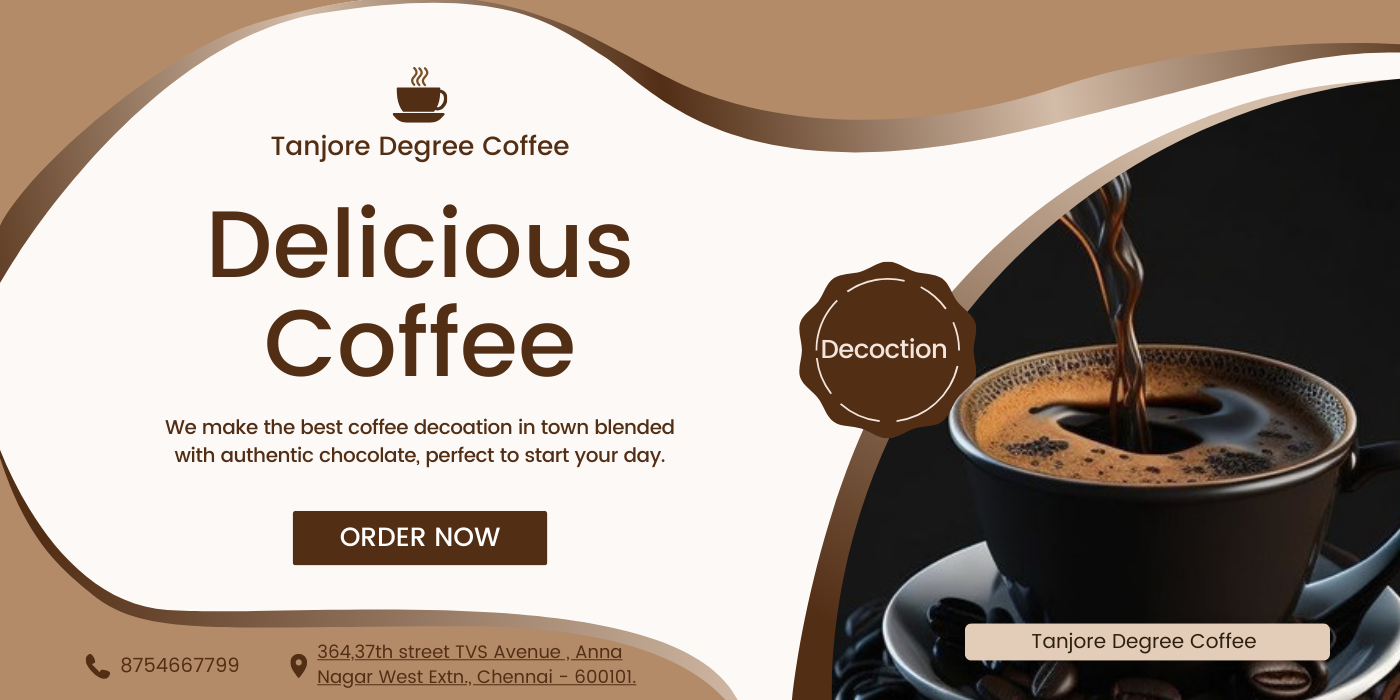 Tanjore Degree Coffee
Delicious
Coffee
We make the best coffee decoation in town blended
with authentic chocolate, perfect to start your day.
ORDER NOW
8754667799
364,37th street TVS Avenue , Anna
Nagar West Extn., Chennai - 600101.
Decoction
Tanjore Degree Coffee